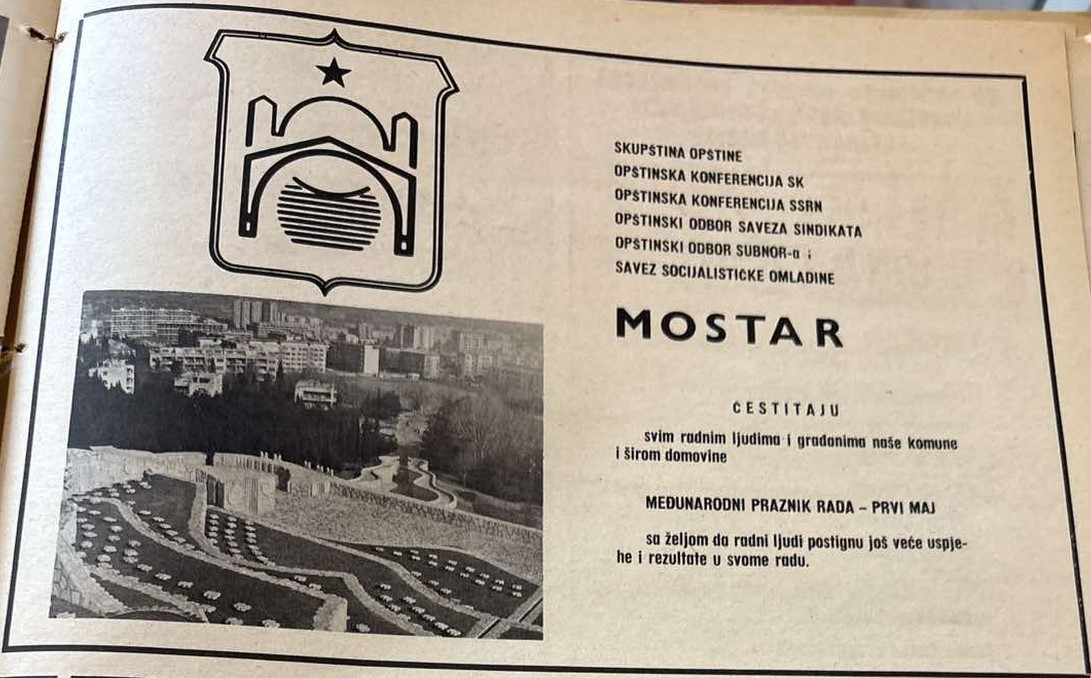 SKUPŠTINA OPŠTINE
OPŠTINSKA KONFERENCIJA SK
OPŠTINSKA KONFERENCIJA SSRN
OPŠTINSKI ODBOR SAVEZA SINDIKATA
OPŠTINSKI ODBOR SUBNOR-a i
SAVEZ SOCIJALISTIČKE OMLADINE
MOSTAR
ČESTITAJU
svim radnim ljudima i građanima naše komune
i širom domovine
MEĐUNARODNI PRAZNIK RADA – PRVI MAJ
sa željom da radni ljudi postignu još veće uspje-
he i rezultate u svome radu.